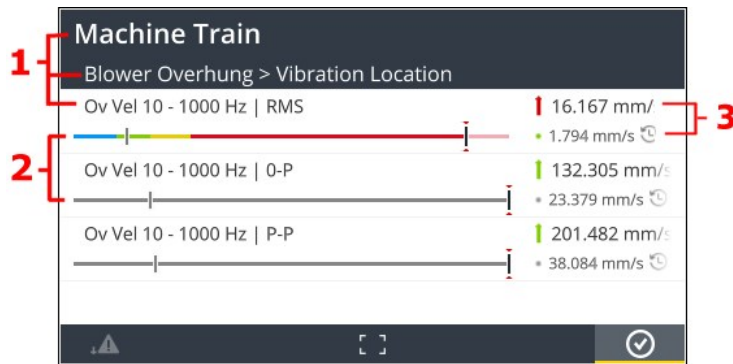 Machine Train
1
Blower Overhung > Vibration Location
Ov Vel 10 - 1000 Hz | RMS
16.167 mm/
3
1.794 mm/s
2
Ov Vel 10 - 1000 Hz | 0-P
132.305 mm/s
23.379 mm/s
Ov Vel 10 - 1000 Hz | P-P
201.482 mm/s
38.084 mm/s